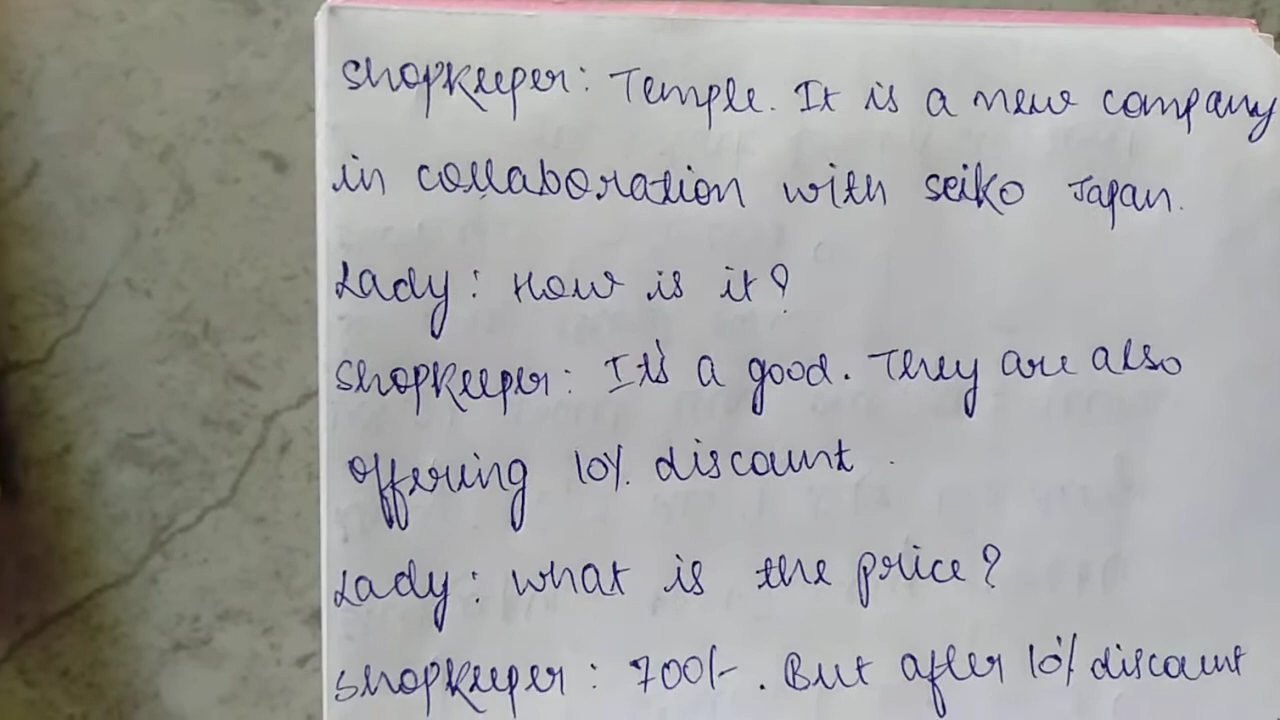 Shopkeeper: Temple. It is a new company
in collaboration with seiko Japan.
Lady: How is it?
Shopkeeper: It's a good. They are also
offering 10% discount.
Lady: what is the price?
Shopkeeper: 700/-. But after 10% discount